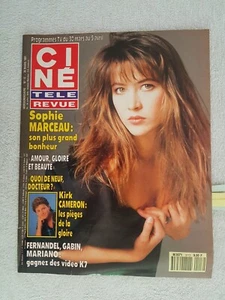 Programmes TV du 30 mars au 5 avril
CINÉ
TÉLÉ
REVUE
Sophie
MARCEAU:
son plus grand
bonheur
AMOUR, GLOIRE
ET BEAUTÉ
QUOI DE NEUF,
DOCTEUR?
Kirk
CAMERON:
les pièges
de la
gloire
FERNANDEL, GABIN,
MARIANO:
gagnez des vidéo K7